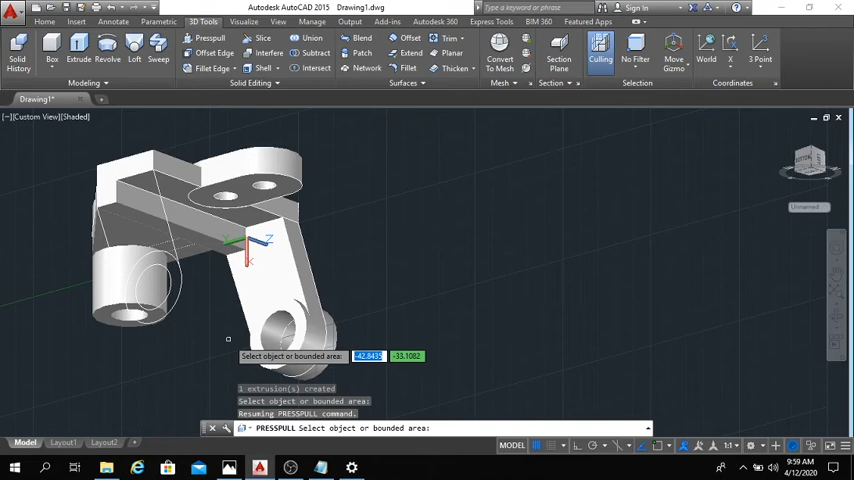 Autodesk AutoCAD 2015 Drawing1.dwg
Type a keyword or phrase
Sign In
Home Insert Annotate Parametric 3D Tools Visualize View Manage Output Add-ins Autodesk 360 Express Tools BIM 360 Featured Apps
Solid History
Box Extrude Revolve Loft Sweep
Presspull
Offset Edge
Fillet Edge
Slice
Interfere
Shell
Union
Subtract
Intersect
Blend
Patch
Network
Offset
Extend
Fillet
Trim
Planar
Thicken
Convert To Mesh
Section Plane
Culling
No Filter
Move Gizmo
World
X
3 Point
Modeling Solid Editing Surfaces Mesh Section Selection Coordinates
Drawing1*
[−][Custom View][Shaded]
BOTTOM
LEFT
Unnamed
Y
Z
X
Select object or bounded area: -42.8435 -33.1082
1 extrusion(s) created
Select object or bounded area:
Resuming PRESSPULL command.
PRESSPULL Select object or bounded area:
Model Layout1 Layout2
MODEL
1:1
9:59 AM
4/12/2020